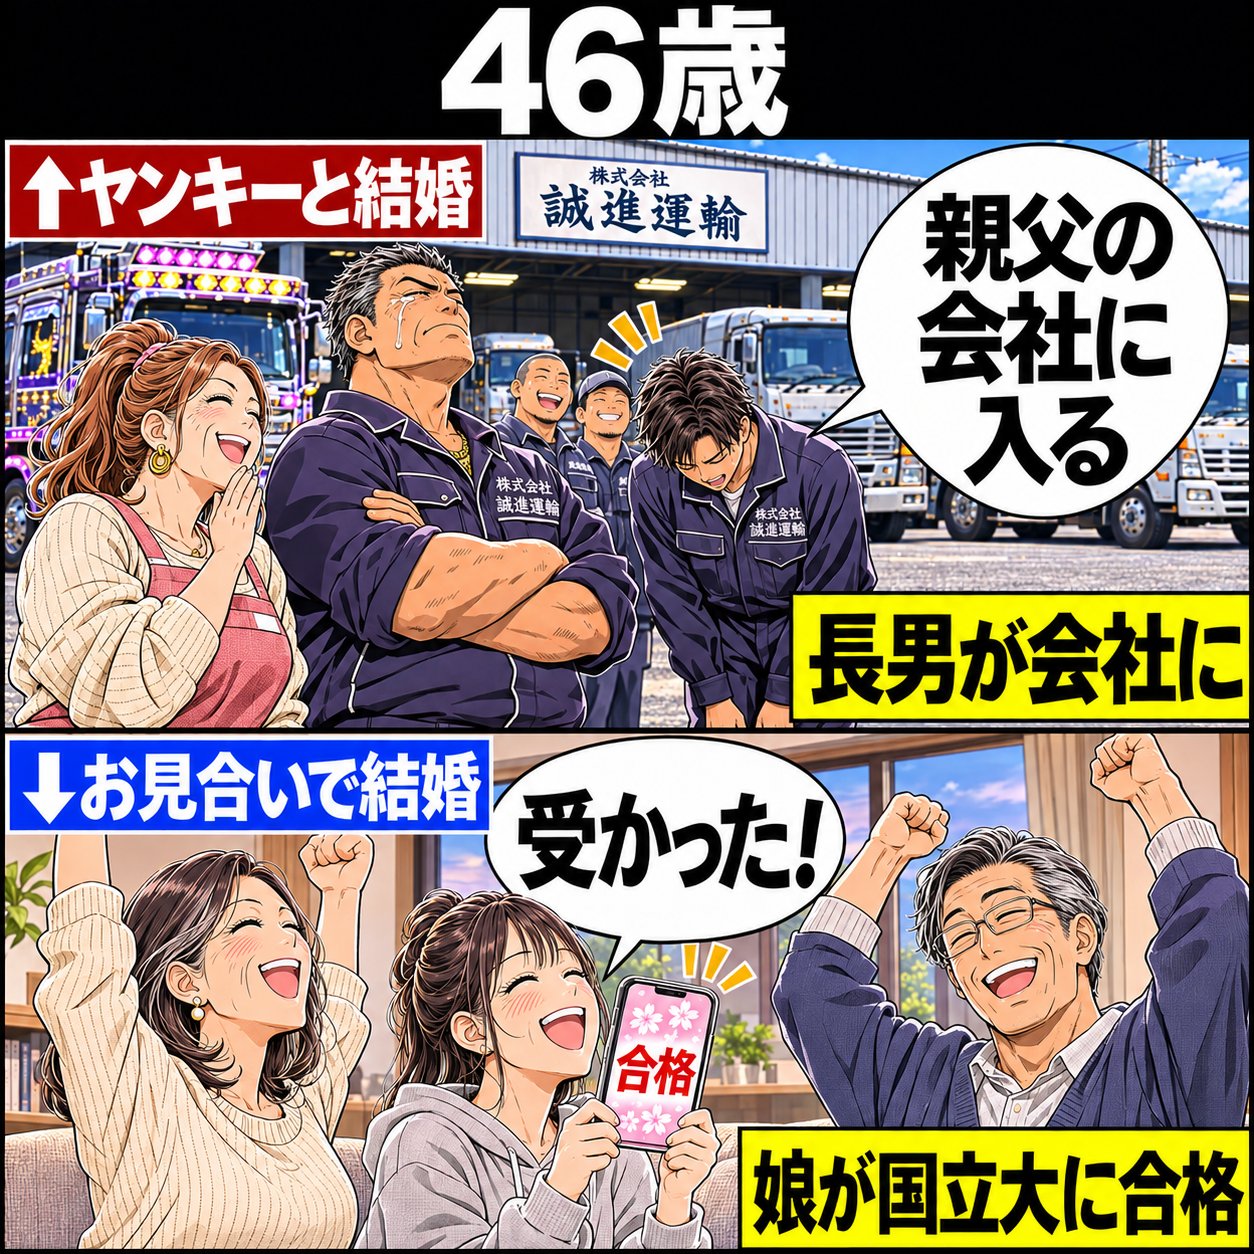 46歳
↑ヤンキーと結婚
株式会社
誠進運輸
親父の
会社に
入る
株式会社
誠進運輸
株式会社
誠進運輸
長男が会社に
↓お見合いで結婚
受かった!
合格
娘が国立大に合格